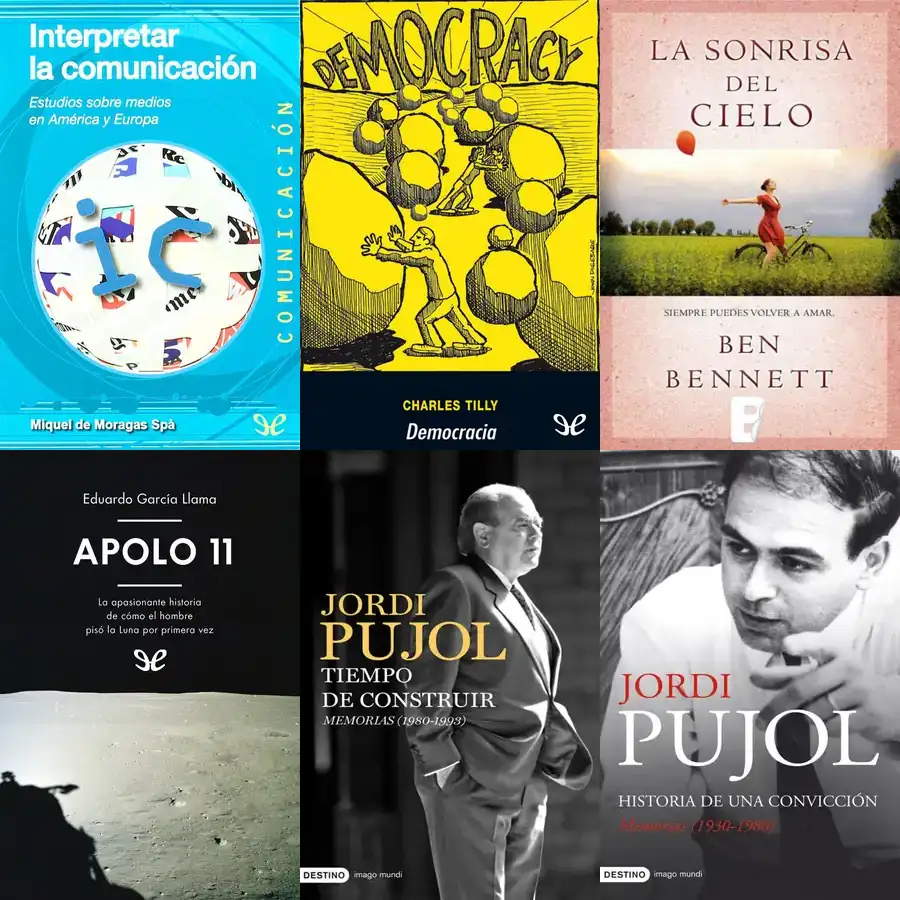 Interpretar
la comunicación
Estudios sobre medios
en América y Europa
COMUNICACIÓN
ic
Miquel de Moragas Spà
DEMOCRACY
CHARLES TILLY
Democracia
LA SONRISA
DEL
CIELO
SIEMPRE PUEDES VOLVER A AMAR.
BEN
BENNETT
B
Eduardo García Llama
APOLO 11
La apasionante historia
de cómo el hombre
pisó la Luna por primera vez
JORDI
PUJOL
TIEMPO
DE CONSTRUIR
MEMORIAS (1980-1993)
DESTINO imago mundi
JORDI
PUJOL
HISTORIA DE UNA CONVICCIÓN
Memorias (1930-1980)
DESTINO imago mundi